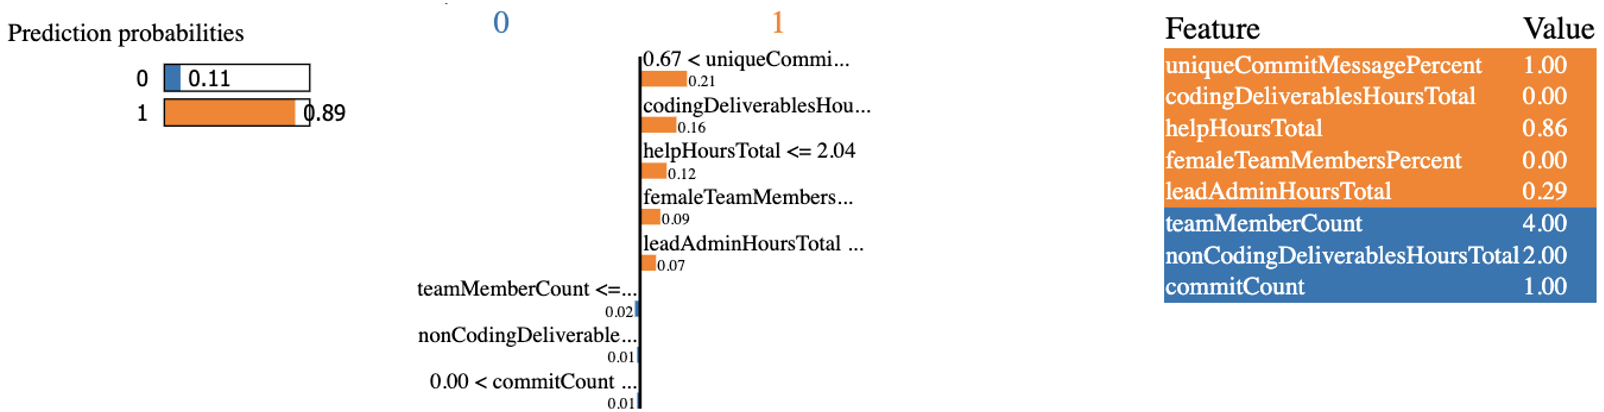 Prediction probabilities
0 0.11
1 0.89
0 1
0.67 < uniqueCommi...
0.21
codingDeliverablesHou...
0.16
helpHoursTotal <= 2.04
0.12
femaleTeamMembers...
0.09
leadAdminHoursTotal ...
0.07
teamMemberCount <=...
0.02
nonCodingDeliverable...
0.01
0.00 < commitCount ...
0.01
Feature Value
uniqueCommitMessagePercent 1.00
codingDeliverablesHoursTotal 0.00
helpHoursTotal 0.86
femaleTeamMembersPercent 0.00
leadAdminHoursTotal 0.29
teamMemberCount 4.00
nonCodingDeliverablesHoursTotal 2.00
commitCount 1.00